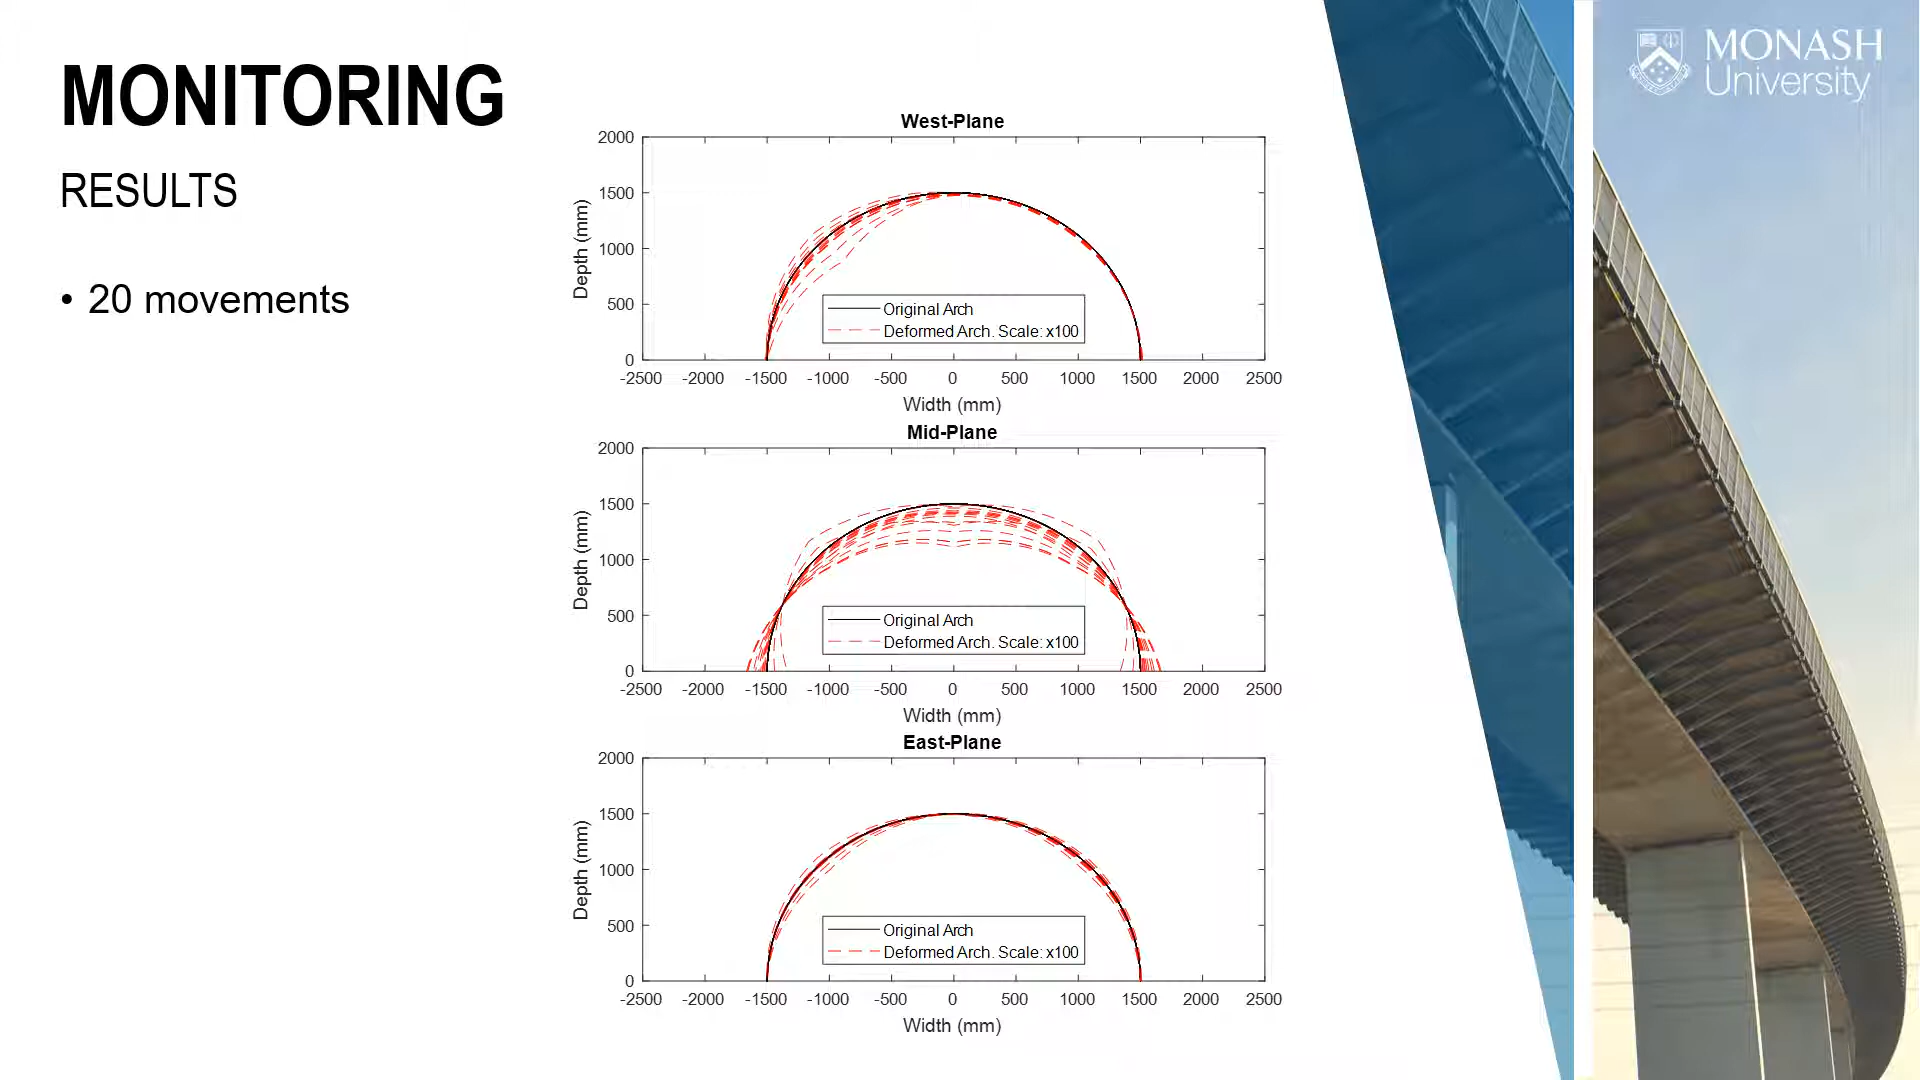 MONITORING
RESULTS
• 20 movements
MONASH
University
West-Plane
2000
1500
1000
500
0
Depth (mm)
Original Arch
Deformed Arch. Scale: x100
-2500 -2000 -1500 -1000 -500 0 500 1000 1500 2000 2500
Width (mm)
Mid-Plane
2000
1500
1000
500
0
Depth (mm)
Original Arch
Deformed Arch. Scale: x100
-2500 -2000 -1500 -1000 -500 0 500 1000 1500 2000 2500
Width (mm)
East-Plane
2000
1500
1000
500
0
Depth (mm)
Original Arch
Deformed Arch. Scale: x100
-2500 -2000 -1500 -1000 -500 0 500 1000 1500 2000 2500
Width (mm)